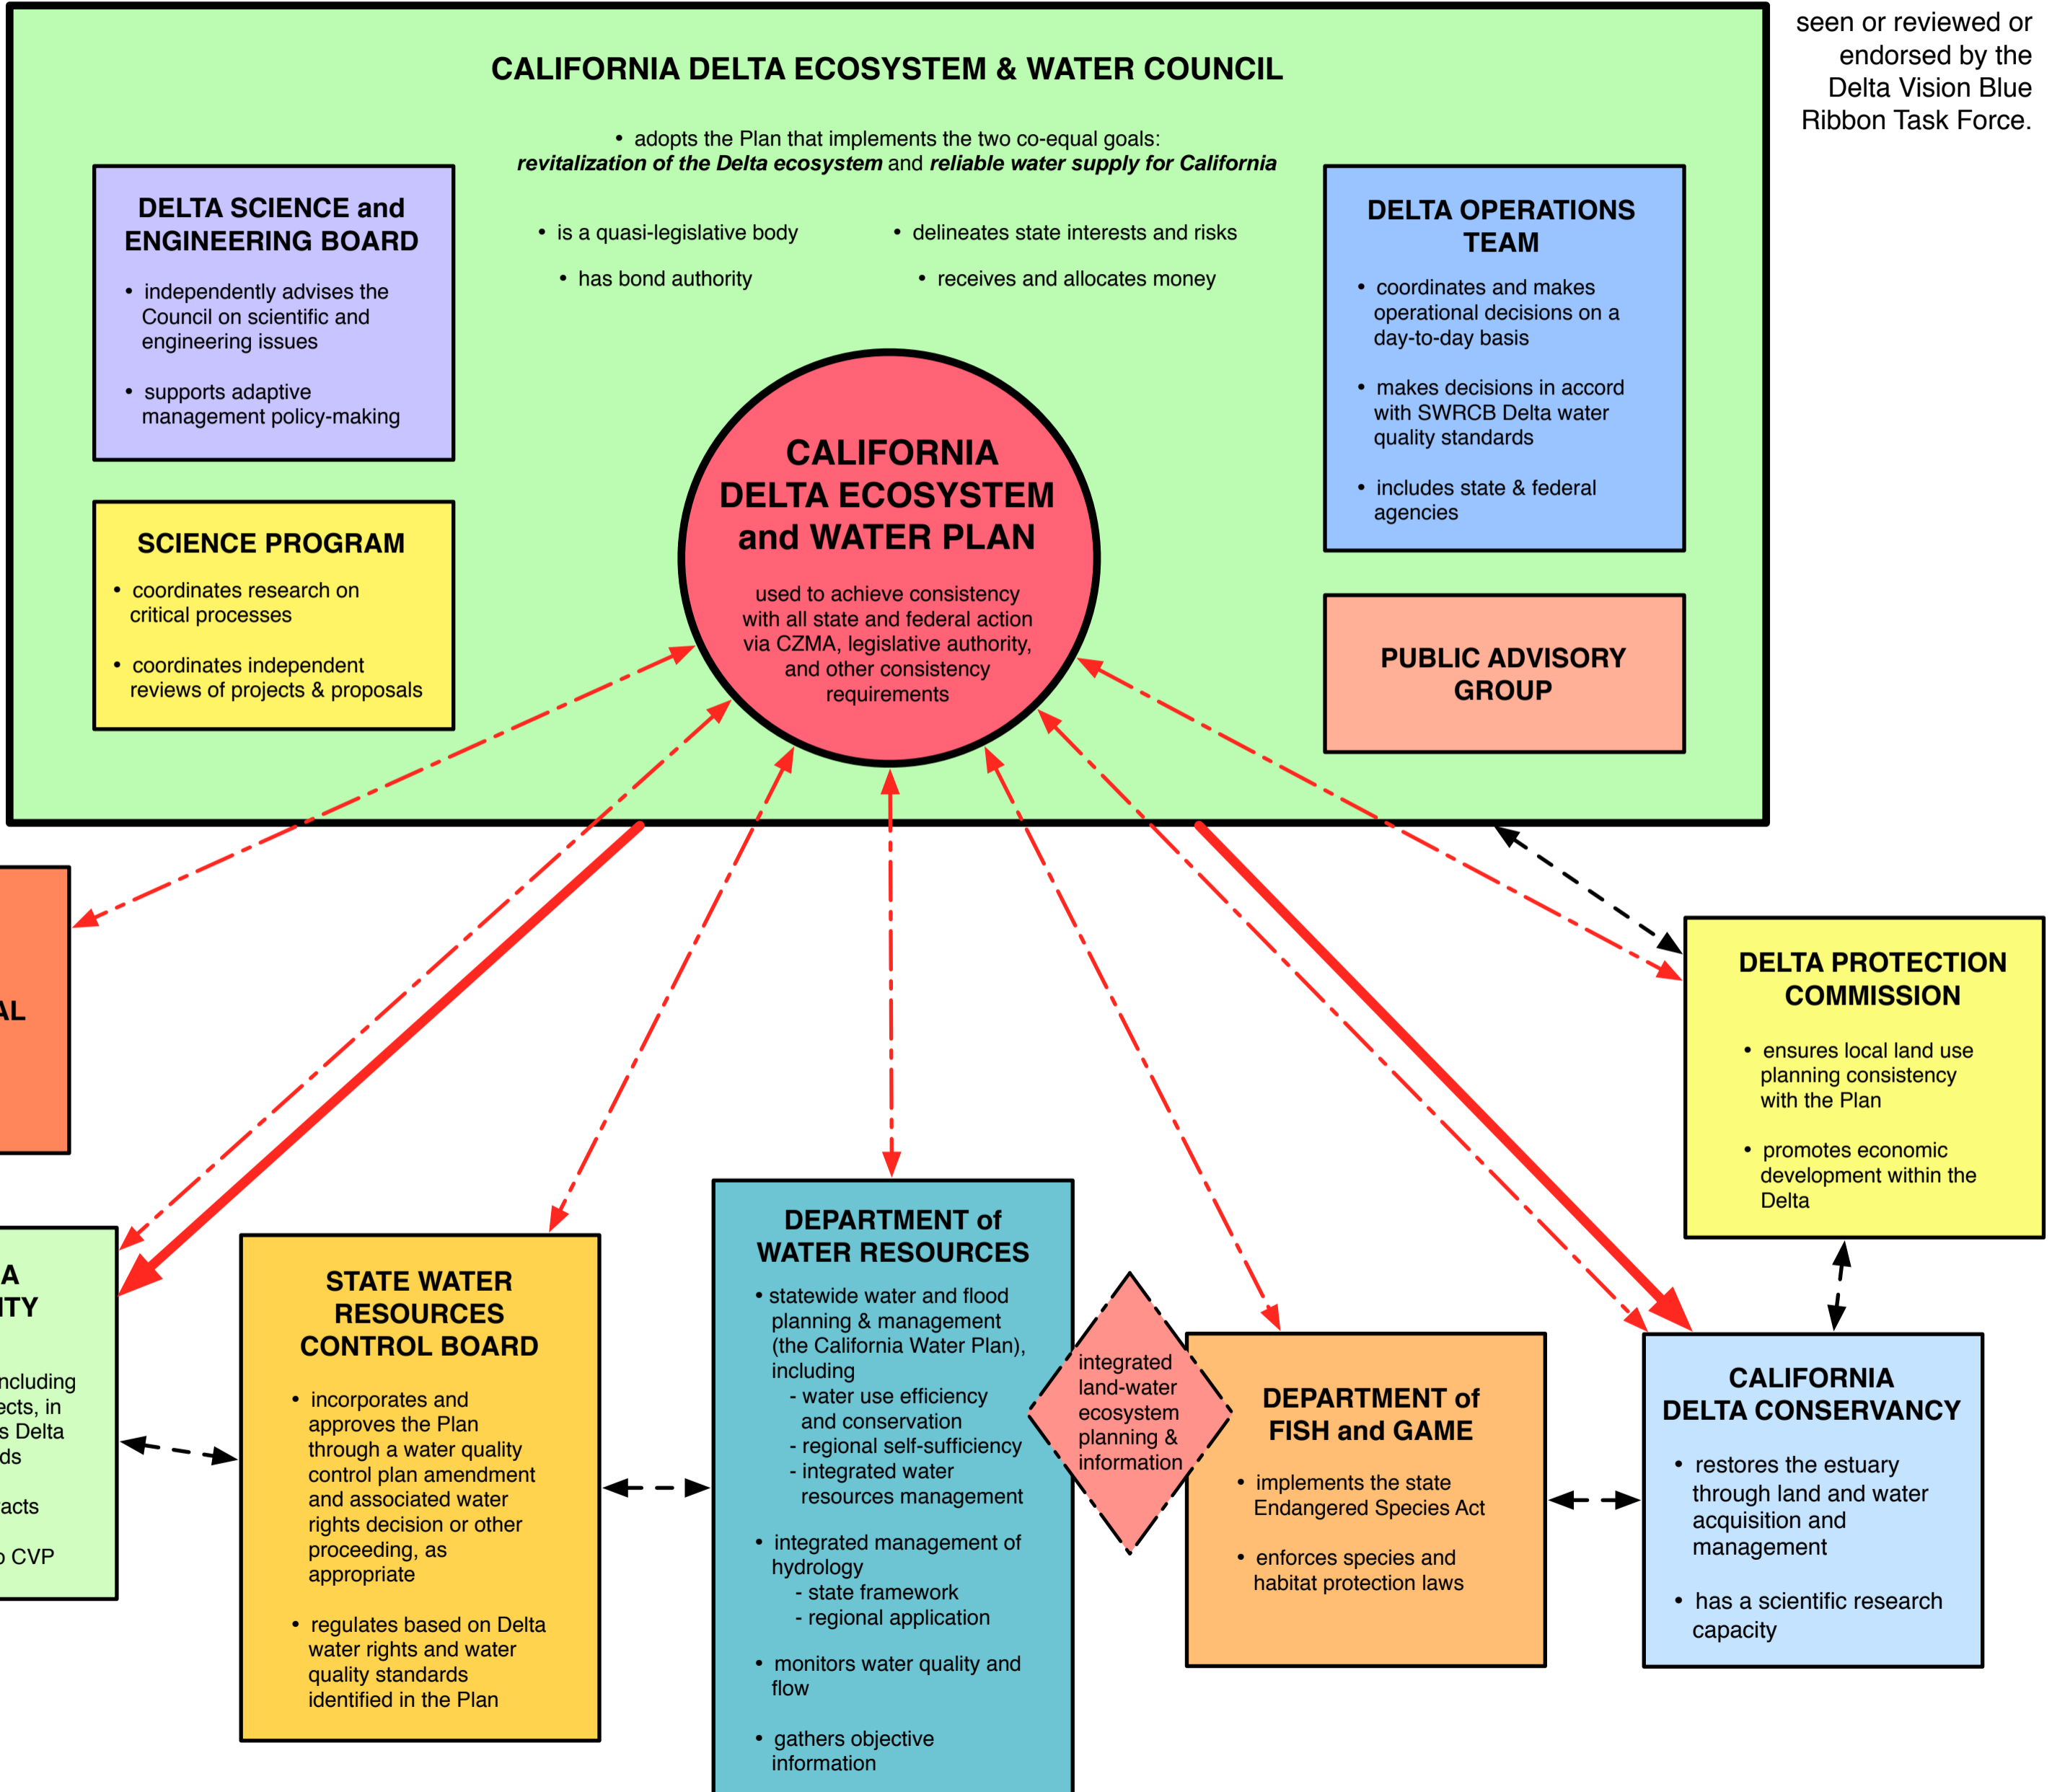 seen or reviewed or
endorsed by the
Delta Vision Blue
Ribbon Task Force.
CALIFORNIA DELTA ECOSYSTEM & WATER COUNCIL
• adopts the Plan that implements the two co-equal goals:
revitalization of the Delta ecosystem and reliable water supply for California
• is a quasi-legislative body
• has bond authority
• delineates state interests and risks
• receives and allocates money
DELTA SCIENCE and
ENGINEERING BOARD
• independently advises the
Council on scientific and
engineering issues
• supports adaptive
management policy-making
SCIENCE PROGRAM
• coordinates research on
critical processes
• coordinates independent
reviews of projects & proposals
CALIFORNIA
DELTA ECOSYSTEM
and WATER PLAN
used to achieve consistency
with all state and federal action
via CZMA, legislative authority,
and other consistency
requirements
DELTA OPERATIONS
TEAM
• coordinates and makes
operational decisions on a
day-to-day basis
• makes decisions in accord
with SWRCB Delta water
quality standards
• includes state & federal
agencies
PUBLIC ADVISORY
GROUP
AL
DELTA PROTECTION
COMMISSION
• ensures local land use
planning consistency
with the Plan
• promotes economic
development within the
Delta
A
ITY
ncluding
ects, in
s Delta
ds
acts
o CVP
STATE WATER
RESOURCES
CONTROL BOARD
• incorporates and
approves the Plan
through a water quality
control plan amendment
and associated water
rights decision or other
proceeding, as
appropriate
• regulates based on Delta
water rights and water
quality standards
identified in the Plan
DEPARTMENT of
WATER RESOURCES
• statewide water and flood
planning & management
(the California Water Plan),
including
- water use efficiency
and conservation
- regional self-sufficiency
- integrated water
resources management
• integrated management of
hydrology
- state framework
- regional application
• monitors water quality and
flow
• gathers objective
information
integrated
land-water
ecosystem
planning &
information
DEPARTMENT of
FISH and GAME
• implements the state
Endangered Species Act
• enforces species and
habitat protection laws
CALIFORNIA
DELTA CONSERVANCY
• restores the estuary
through land and water
acquisition and
management
• has a scientific research
capacity